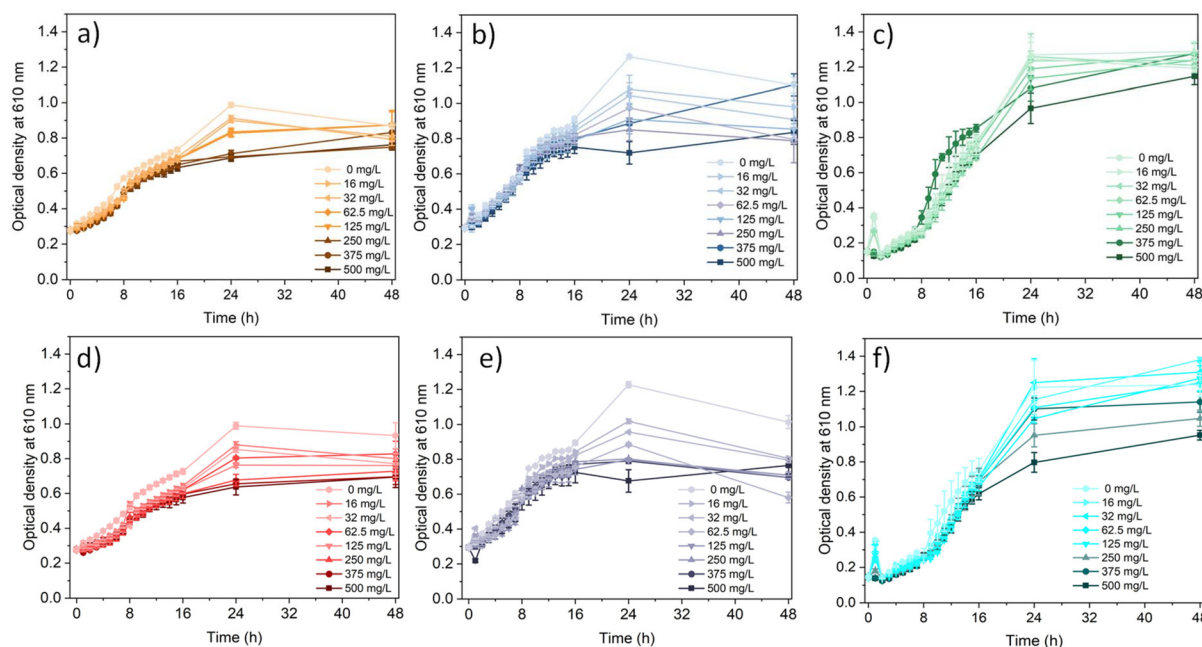 a)
Optical density at 610 nm
1.4
1.2
1.0
0.8
0.6
0.4
0.2
0.0
0 mg/L
16 mg/L
32 mg/L
62.5 mg/L
125 mg/L
250 mg/L
375 mg/L
500 mg/L
0 8 16 24 32 40 48
Time (h)
b)
Optical density at 610 nm
1.4
1.2
1.0
0.8
0.6
0.4
0.2
0.0
0 mg/L
16 mg/L
32 mg/L
62.5 mg/L
125 mg/L
250 mg/L
375 mg/L
500 mg/L
0 8 16 24 32 40 48
Time (h)
c)
Optical density at 610 nm
1.4
1.2
1.0
0.8
0.6
0.4
0.2
0.0
0 mg/L
16 mg/L
32 mg/L
62.5 mg/L
125 mg/L
250 mg/L
375 mg/L
500 mg/L
0 8 16 24 32 40 48
Time (h)
d)
Optical density at 610 nm
1.4
1.2
1.0
0.8
0.6
0.4
0.2
0.0
0 mg/L
16 mg/L
32 mg/L
62.5 mg/L
125 mg/L
250 mg/L
375 mg/L
500 mg/L
0 8 16 24 32 40 48
Time (h)
e)
Optical density at 610 nm
1.4
1.2
1.0
0.8
0.6
0.4
0.2
0.0
0 mg/L
16 mg/L
32 mg/L
62.5 mg/L
125 mg/L
250 mg/L
375 mg/L
500 mg/L
0 8 16 24 32 40 48
Time (h)
f)
Optical density at 610 nm
1.4
1.2
1.0
0.8
0.6
0.4
0.2
0.0
0 mg/L
16 mg/L
32 mg/L
62.5 mg/L
125 mg/L
250 mg/L
375 mg/L
500 mg/L
0 8 16 24 32 40 48
Time (h)